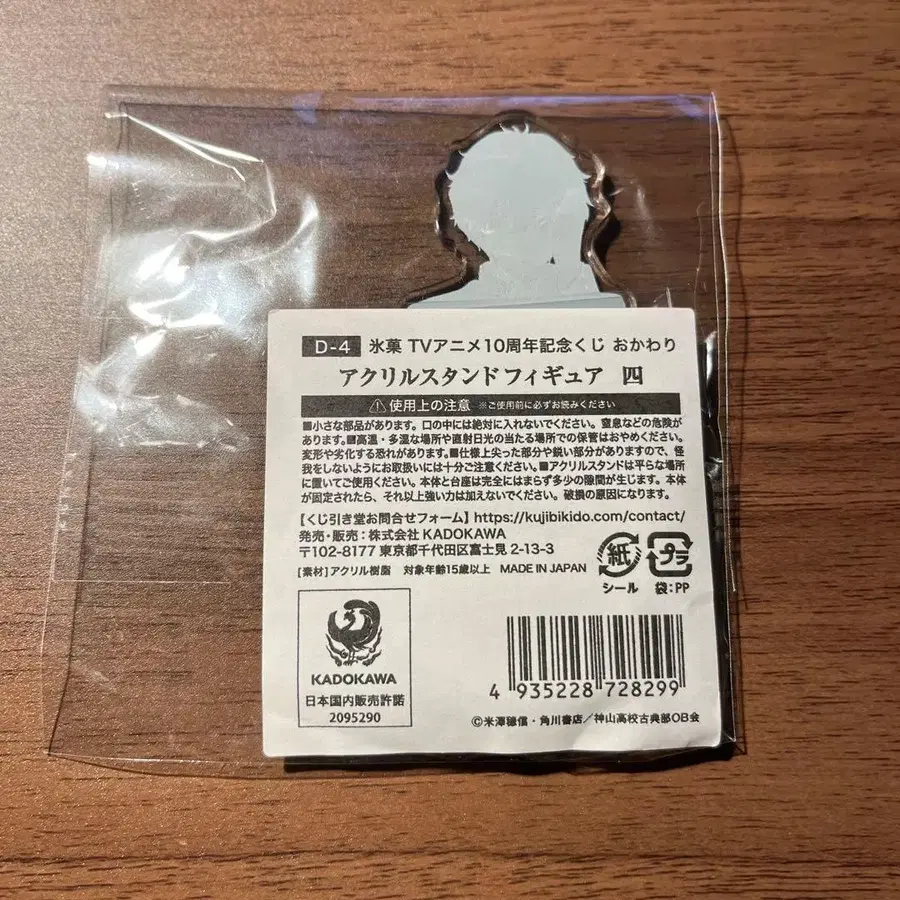 D-4 氷菓 TVアニメ10周年記念くじ おかわり
アクリルスタンドフィギュア 四
⚠使用上の注意 ※ご使用前に必ずお読みください
■小さな部品があります。口の中には絶対に入れないでください。窒息などの危険が
あります。■高温・多湿な場所や直射日光の当たる場所での保管はおやめください。
変形や劣化する恐れがあります。■仕様上尖った部分や鋭い部分がありますので、怪
我をしないようにお取扱いには十分ご注意ください。■アクリルスタンドは平らな場所
に置いてご使用ください。本体と台座は完全にはまらず多少の隙間が生じます。本体
が固定されたら、それ以上強い力は加えないでください。破損の原因になります。
【くじ引き堂お問合せフォーム】https://kujibikido.com/contact/
発売・販売：株式会社 KADOKAWA
〒102-8177 東京都千代田区富士見 2-13-3
[素材]アクリル樹脂 対象年齢15歳以上 MADE IN JAPAN
紙
シール
プラ
袋：PP
KADOKAWA
日本国内販売許諾
2095290
4 935228 728299
©米澤穂信・角川書店／神山高校古典部OB会